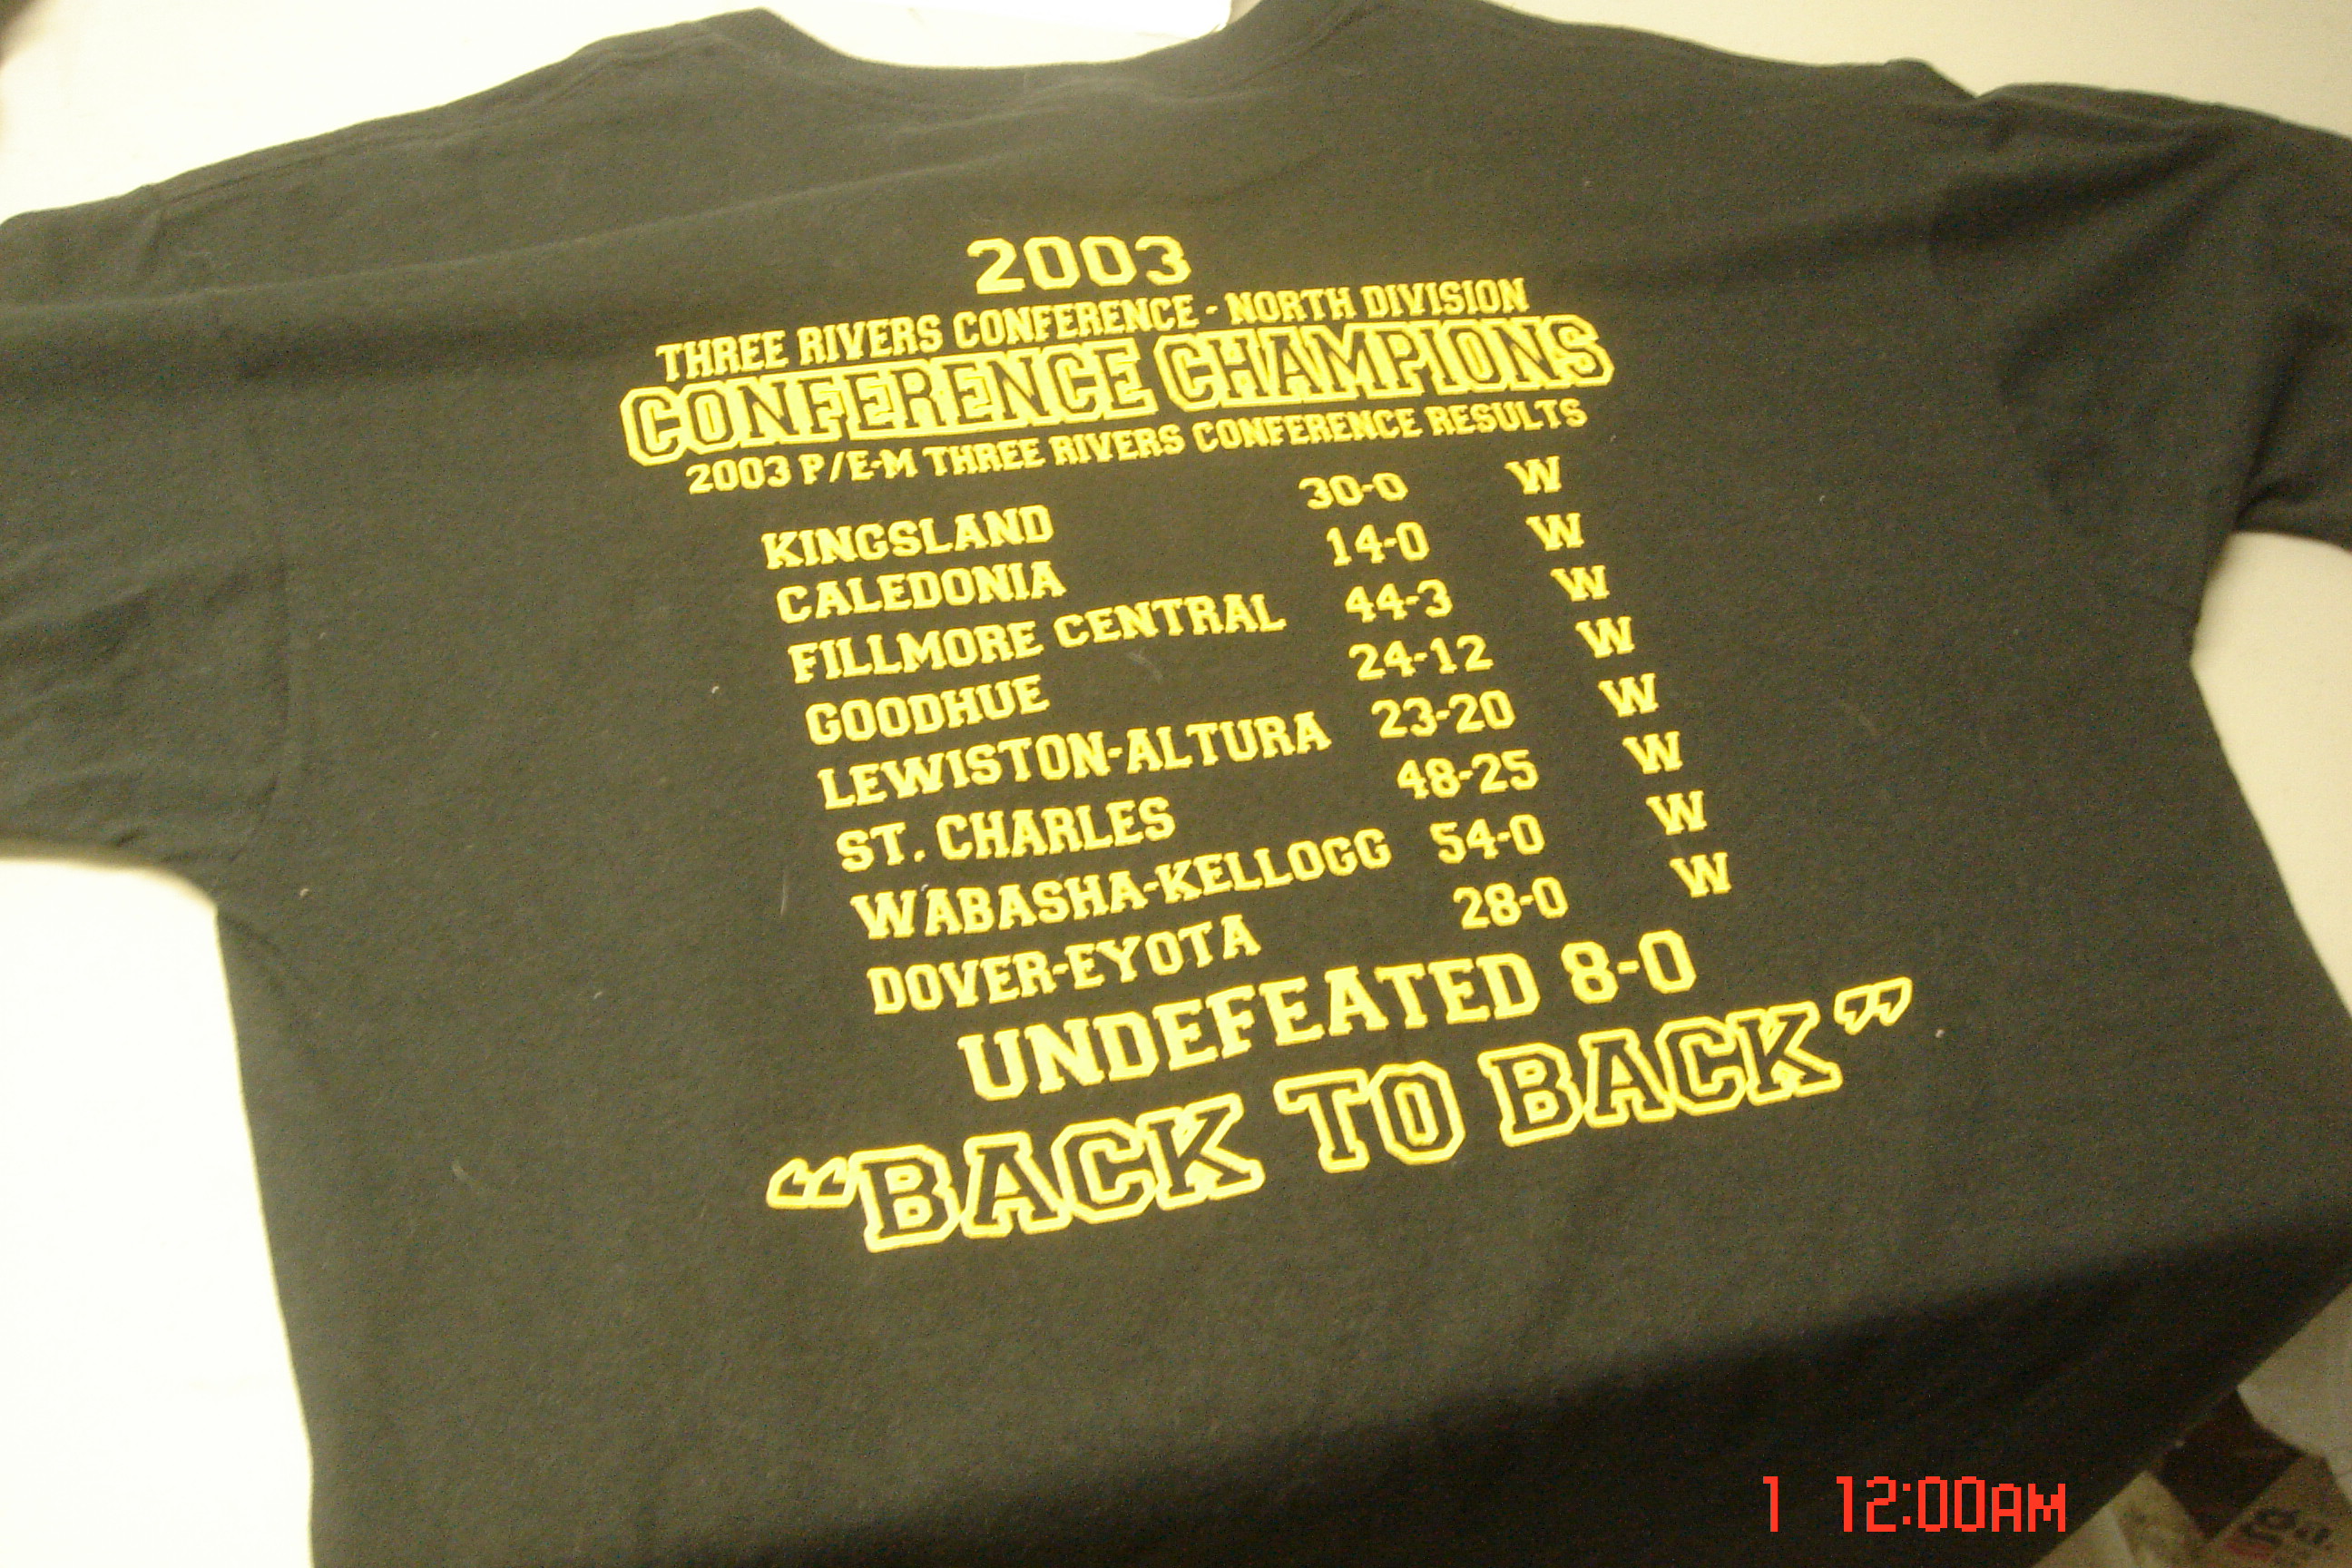 2003
THREE RIVERS CONFERENCE - NORTH DIVISION
CONFERENCE CHAMPIONS
2003 P/E-M THREE RIVERS CONFERENCE RESULTS
KINGSLAND 30-0 W
CALEDONIA 14-0 W
FILLMORE CENTRAL 44-3 W
GOODHUE 24-12 W
LEWISTON-ALTURA 23-20 W
ST. CHARLES 48-25 W
WABASHA-KELLOGG 54-0 W
DOVER-EYOTA 28-0 W
UNDEFEATED 8-0
“BACK TO BACK”
1 12:00AM